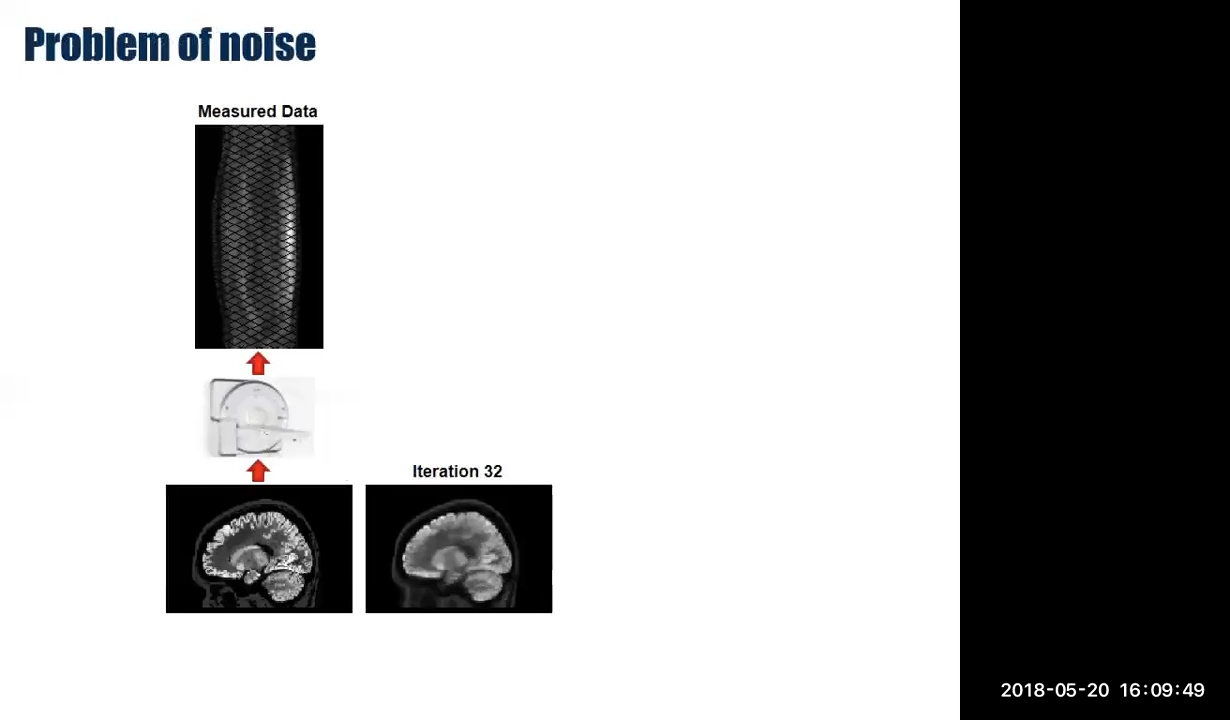 Problem of noise
Measured Data
Iteration 32
2018-05-20 16:09:49